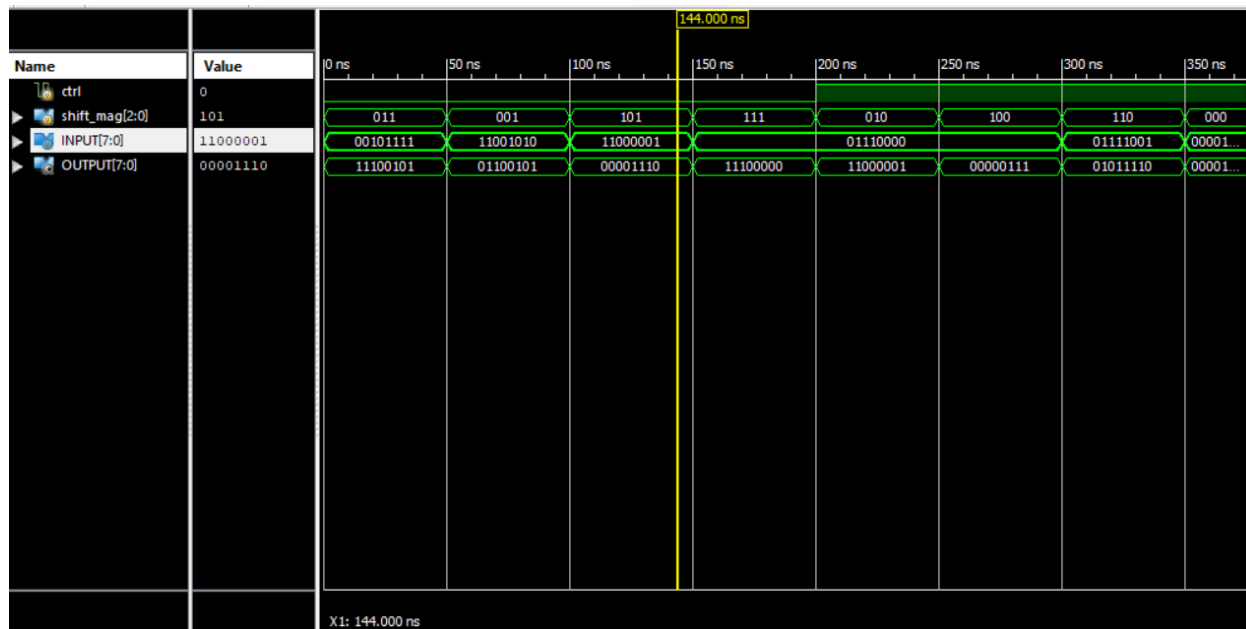 144.000 ns
Name Value 0 ns 50 ns 100 ns 150 ns 200 ns 250 ns 300 ns 350 ns
ctrl 0
shift_mag[2:0] 101 011 001 101 111 010 100 110 000
INPUT[7:0] 11000001 00101111 11001010 11000001 01110000 01111001 00001...
OUTPUT[7:0] 00001110 11100101 01100101 00001110 11100000 11000001 00000111 01011110 00001...
X1: 144.000 ns